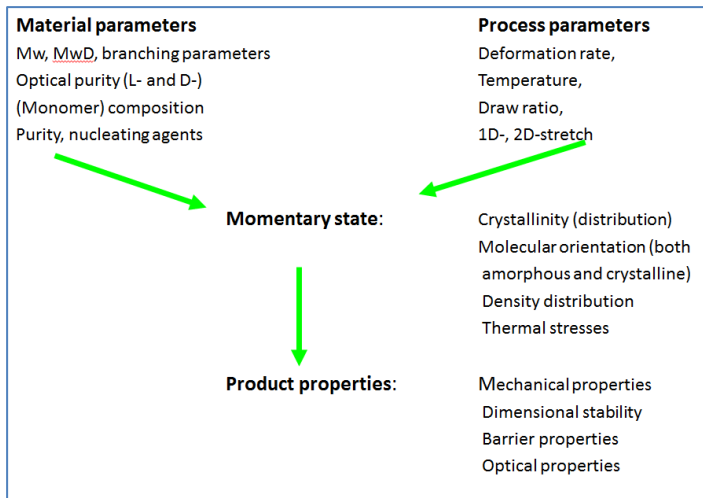 Material parameters
Mw, MwD, branching parameters
Optical purity (L- and D-)
(Monomer) composition
Purity, nucleating agents
Process parameters
Deformation rate,
Temperature,
Draw ratio,
1D-, 2D-stretch
Momentary state:
Crystallinity (distribution)
Molecular orientation (both
amorphous and crystalline)
Density distribution
Thermal stresses
Product properties:
Mechanical properties
Dimensional stability
Barrier properties
Optical properties